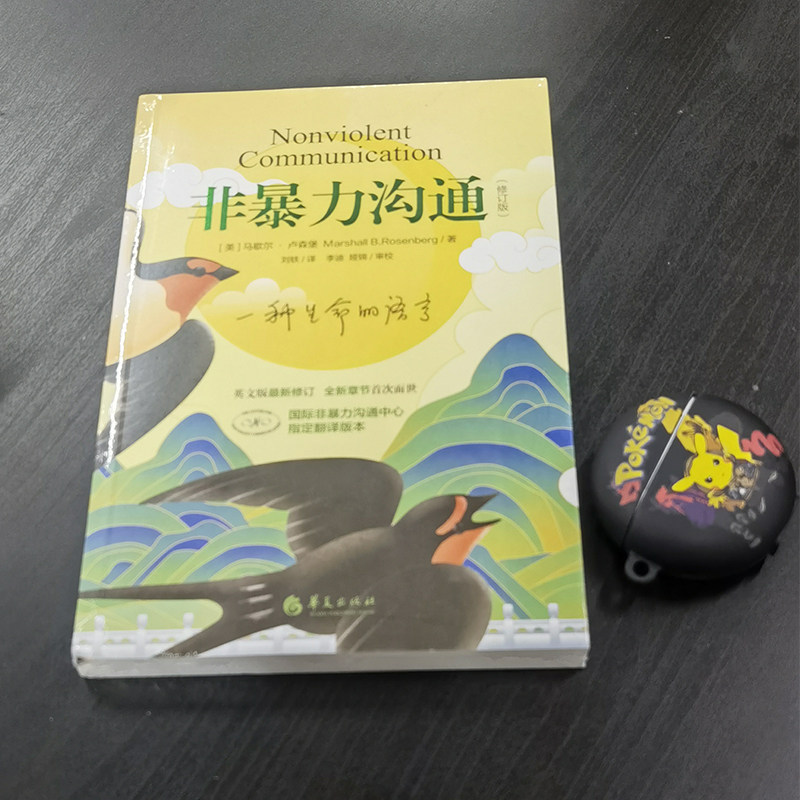 Nonviolent
Communication
非暴力沟通
(修订版)
[美]马歇尔·卢森堡 Marshall B.Rosenberg / 著
刘轶 / 译 李迪 / 审校
一种生命的语言
英文版最新修订 全新章节首次面世
国际非暴力沟通中心
指定翻译版本
华夏出版社
Pokémon